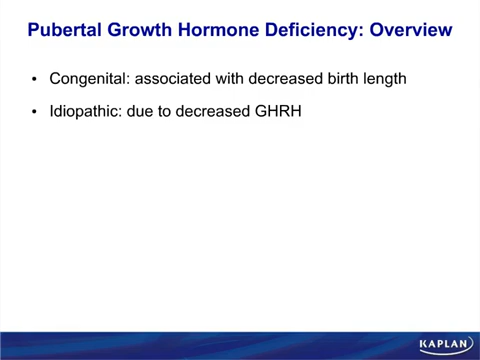 Pubertal Growth Hormone Deficiency: Overview
• Congenital: associated with decreased birth length
• Idiopathic: due to decreased GHRH
KAPLAN